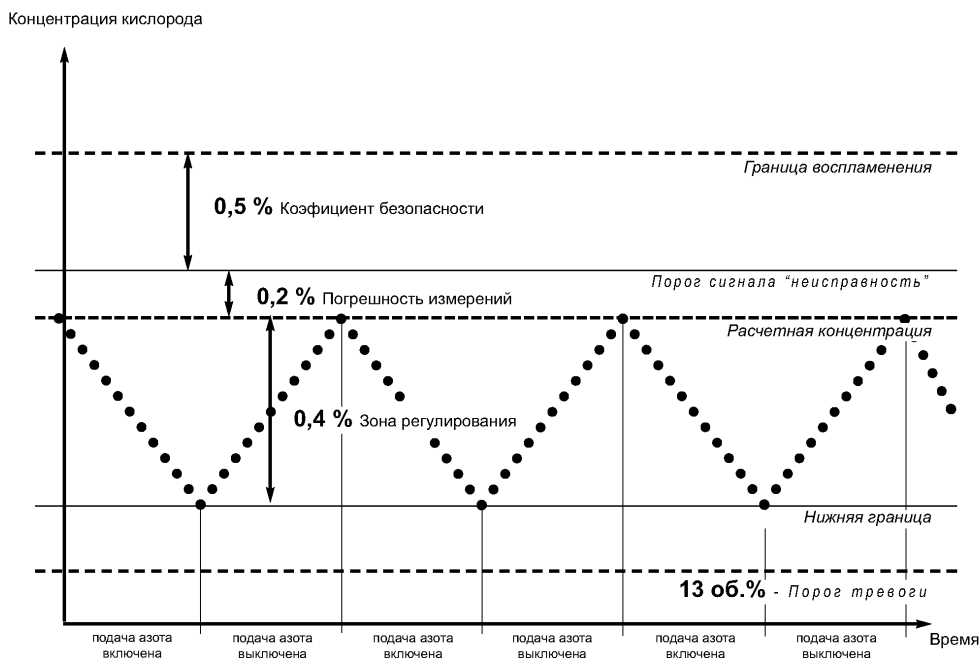 Концентрация кислорода
Граница воспламенения
0,5 % Коэфициент безопасности
Порог сигнала “неисправность”
0,2 % Погрешность измерений
Расчетная концентрация
0,4 % Зона регулирования
Нижняя граница
13 об.% - Порог тревоги
Время
подача азота
включена
подача азота
выключена
подача азота
включена
подача азота
выключена
подача азота
включена
подача азота
выключена